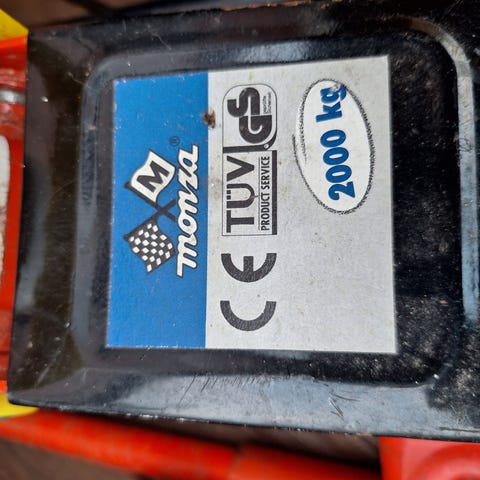 M
monza®
CE
TÜV
PRODUCT SERVICE
GS
2000 kg